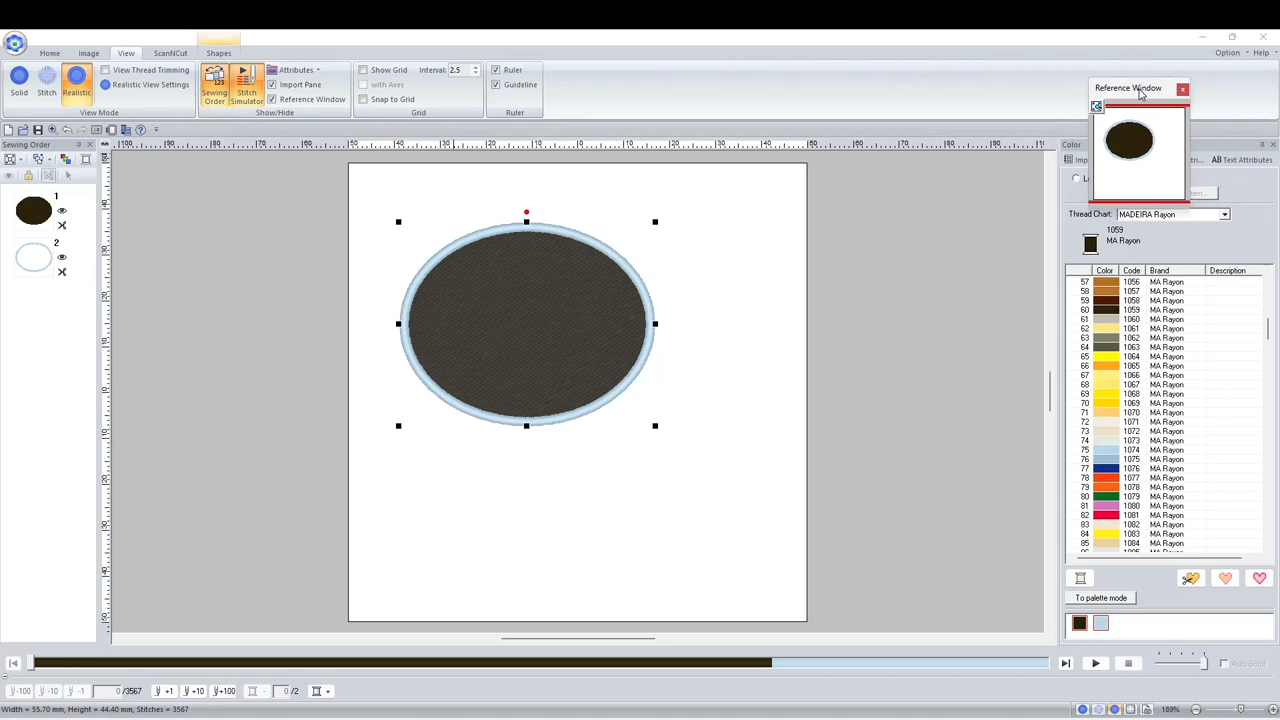 Option Help
Home Image View ScanNCut Shapes
View Thread Trimming
Realistic View Settings
Solid Stitch Realistic
View Mode
Sewing Order
Stitch Simulator
Attributes
Import Pane
Reference Window
Show/Hide
Show Grid Interval: 2.5
with Axes
Snap to Grid
Grid
Ruler
Guideline
Ruler
Reference Window
Sewing Order
1
2
Color
Text Attributes
Thread Chart: MADEIRA Rayon
1059
MA Rayon
Color Code Brand Description
57 1056 MA Rayon
58 1057 MA Rayon
59 1058 MA Rayon
60 1059 MA Rayon
61 1060 MA Rayon
62 1061 MA Rayon
63 1062 MA Rayon
64 1063 MA Rayon
65 1064 MA Rayon
66 1065 MA Rayon
67 1066 MA Rayon
68 1067 MA Rayon
69 1068 MA Rayon
70 1069 MA Rayon
71 1070 MA Rayon
72 1071 MA Rayon
73 1072 MA Rayon
74 1073 MA Rayon
75 1074 MA Rayon
76 1075 MA Rayon
77 1076 MA Rayon
78 1077 MA Rayon
79 1078 MA Rayon
80 1079 MA Rayon
81 1080 MA Rayon
82 1081 MA Rayon
83 1082 MA Rayon
84 1083 MA Rayon
85 1084 MA Rayon
To palette mode
Auto Scroll
-100 -10 -1 0 /3567 +1 +10 +100 0 /2
Width = 55.70 mm, Height = 44.40 mm, Stitches = 3567
189%